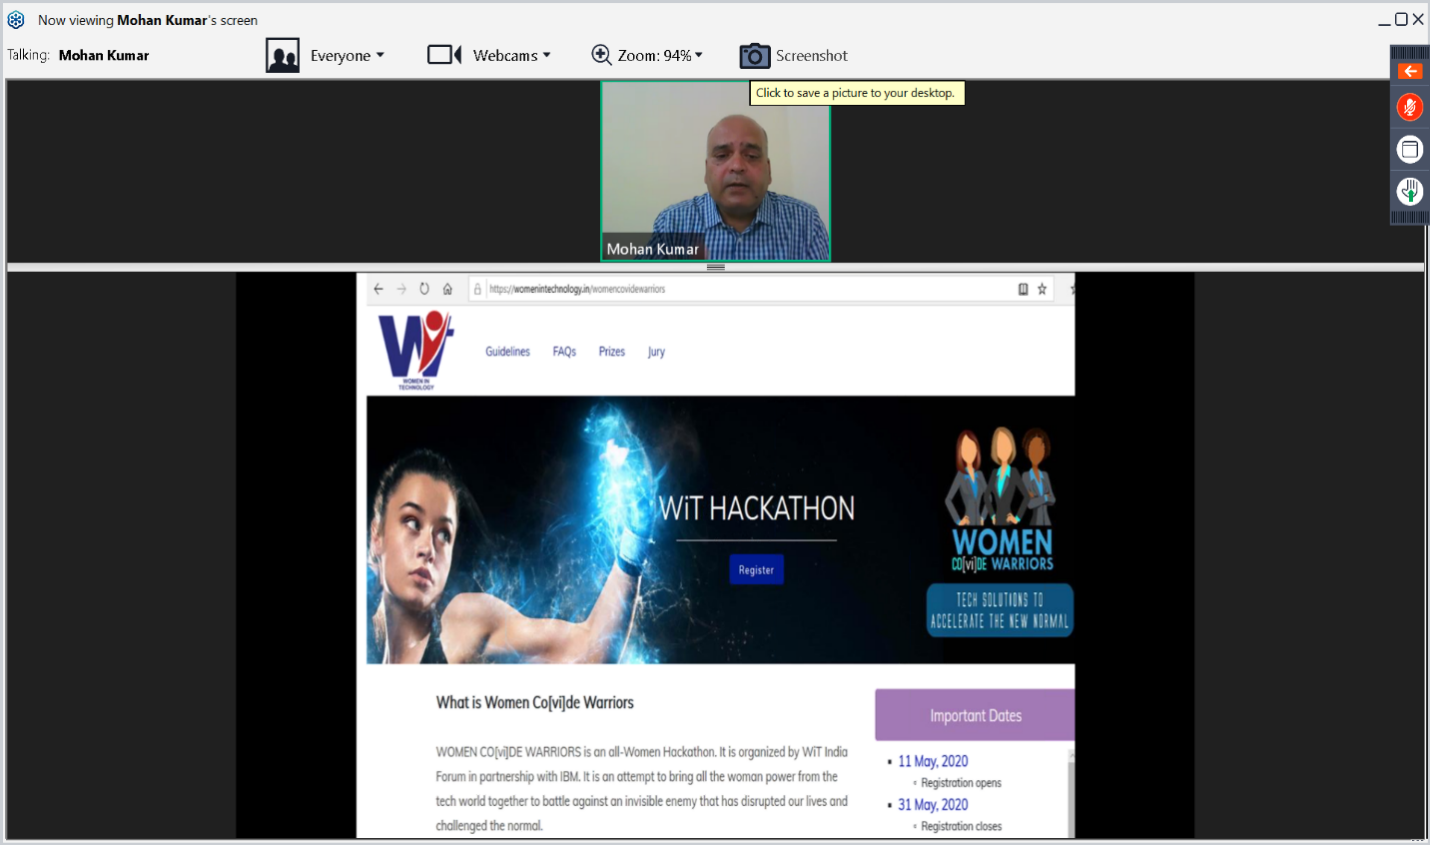 Now viewing Mohan Kumar's screen
Talking: Mohan Kumar
Everyone
Webcams
Zoom: 94%
Screenshot
Click to save a picture to your desktop.
Mohan Kumar
https://womenintechnology.in/womencovidewarriors
WiT
WOMEN IN
TECHNOLOGY
Guidelines FAQs Prizes Jury
WiT HACKATHON
Register
WOMEN
CO[vi]DE WARRIORS
TECH SOLUTIONS TO
ACCELERATE THE NEW NORMAL
What is Women Co[vi]de Warriors
WOMEN CO[vi]DE WARRIORS is an all-Women Hackathon. It is organized by WiT India
Forum in partnership with IBM. It is an attempt to bring all the woman power from the
tech world together to battle against an invisible enemy that has disrupted our lives and
challenged the normal.
Important Dates
11 May, 2020
Registration opens
31 May, 2020
Registration closes